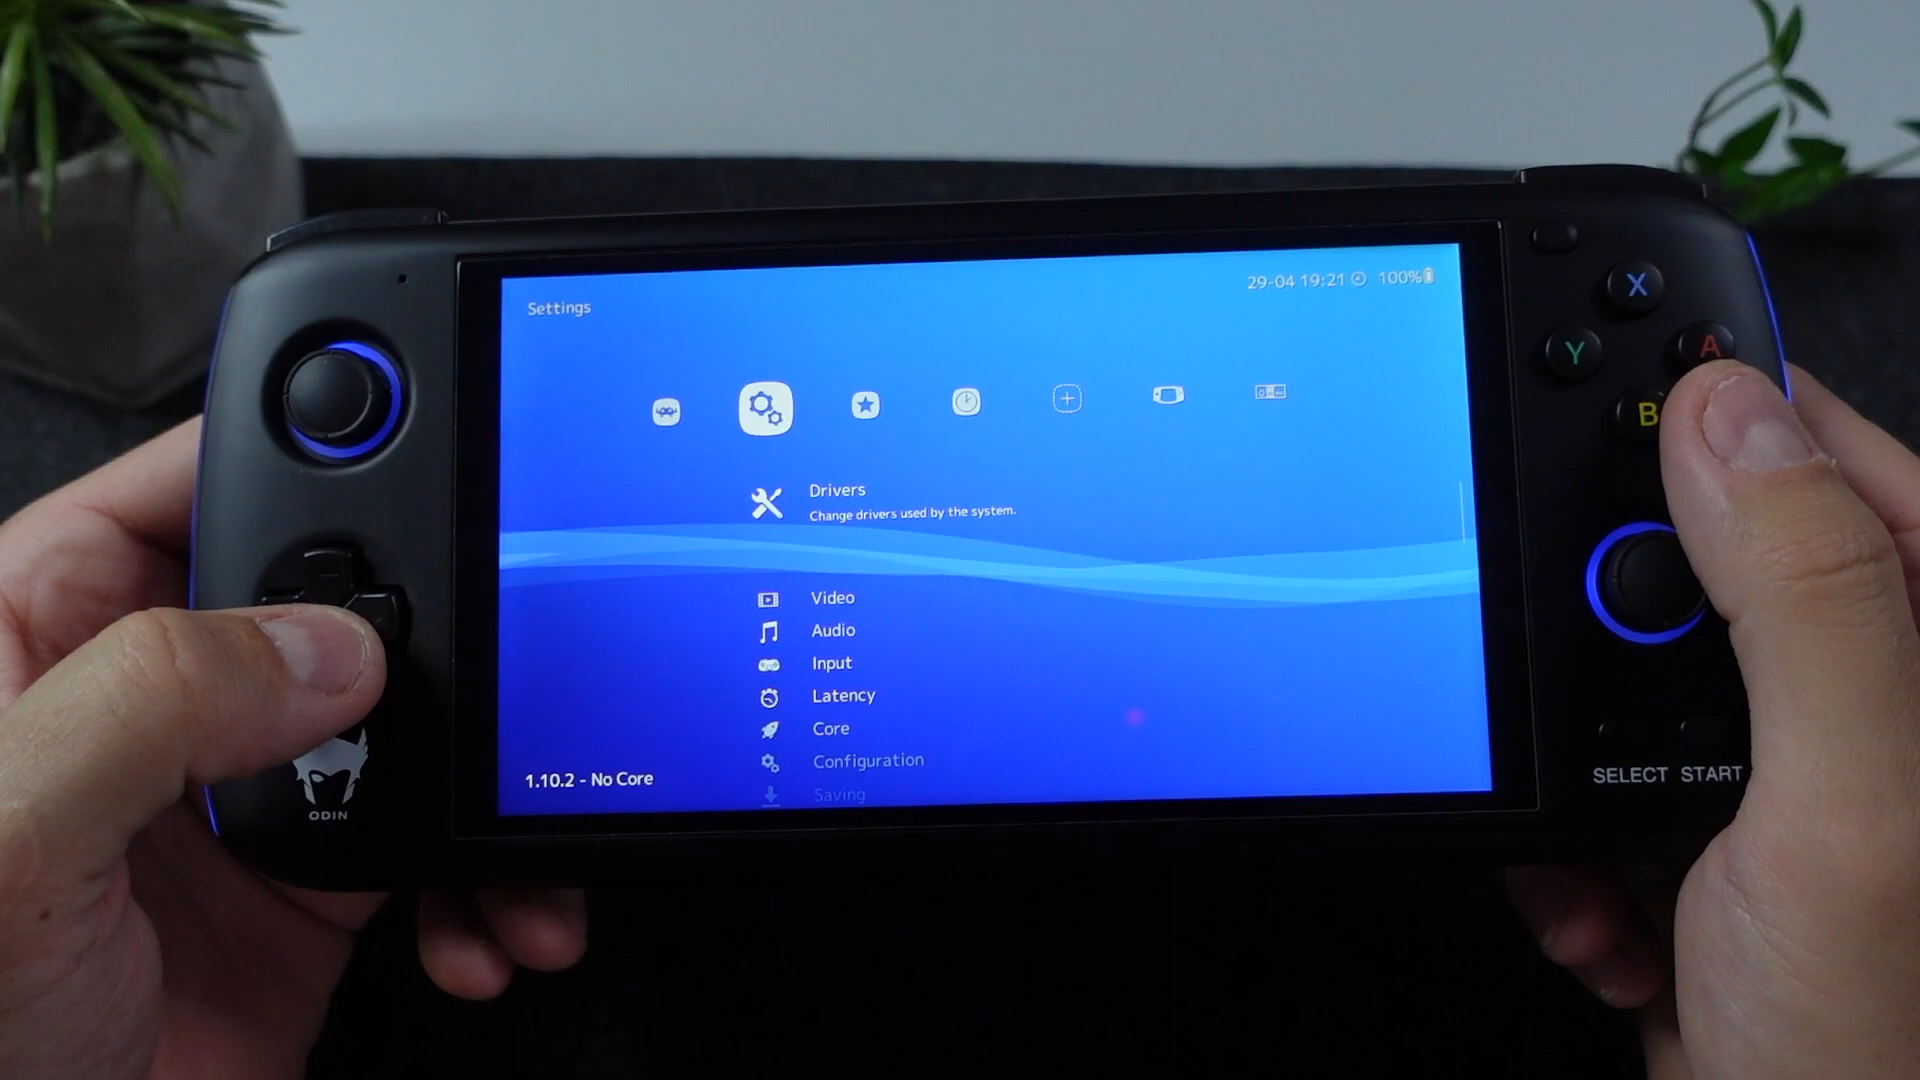 29-04 19:21 100%
Settings
Drivers
Change drivers used by the system.
Video
Audio
Input
Latency
Core
Configuration
Saving
1.10.2 - No Core
X
Y
A
B
SELECT START
ODIN